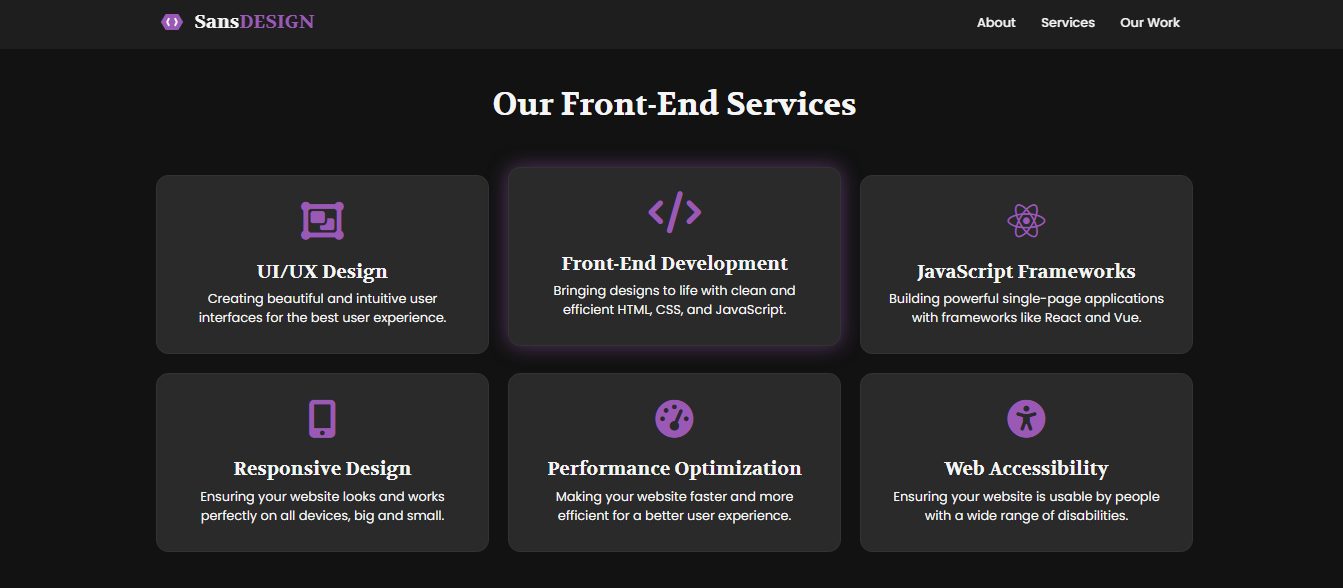 SansDESIGN
About
Services
Our Work
Our Front-End Services
UI/UX Design
Creating beautiful and intuitive user
interfaces for the best user experience.
Front-End Development
Bringing designs to life with clean and
efficient HTML, CSS, and JavaScript.
JavaScript Frameworks
Building powerful single-page applications
with frameworks like React and Vue.
Responsive Design
Ensuring your website looks and works
perfectly on all devices, big and small.
Performance Optimization
Making your website faster and more
efficient for a better user experience.
Web Accessibility
Ensuring your website is usable by people
with a wide range of disabilities.